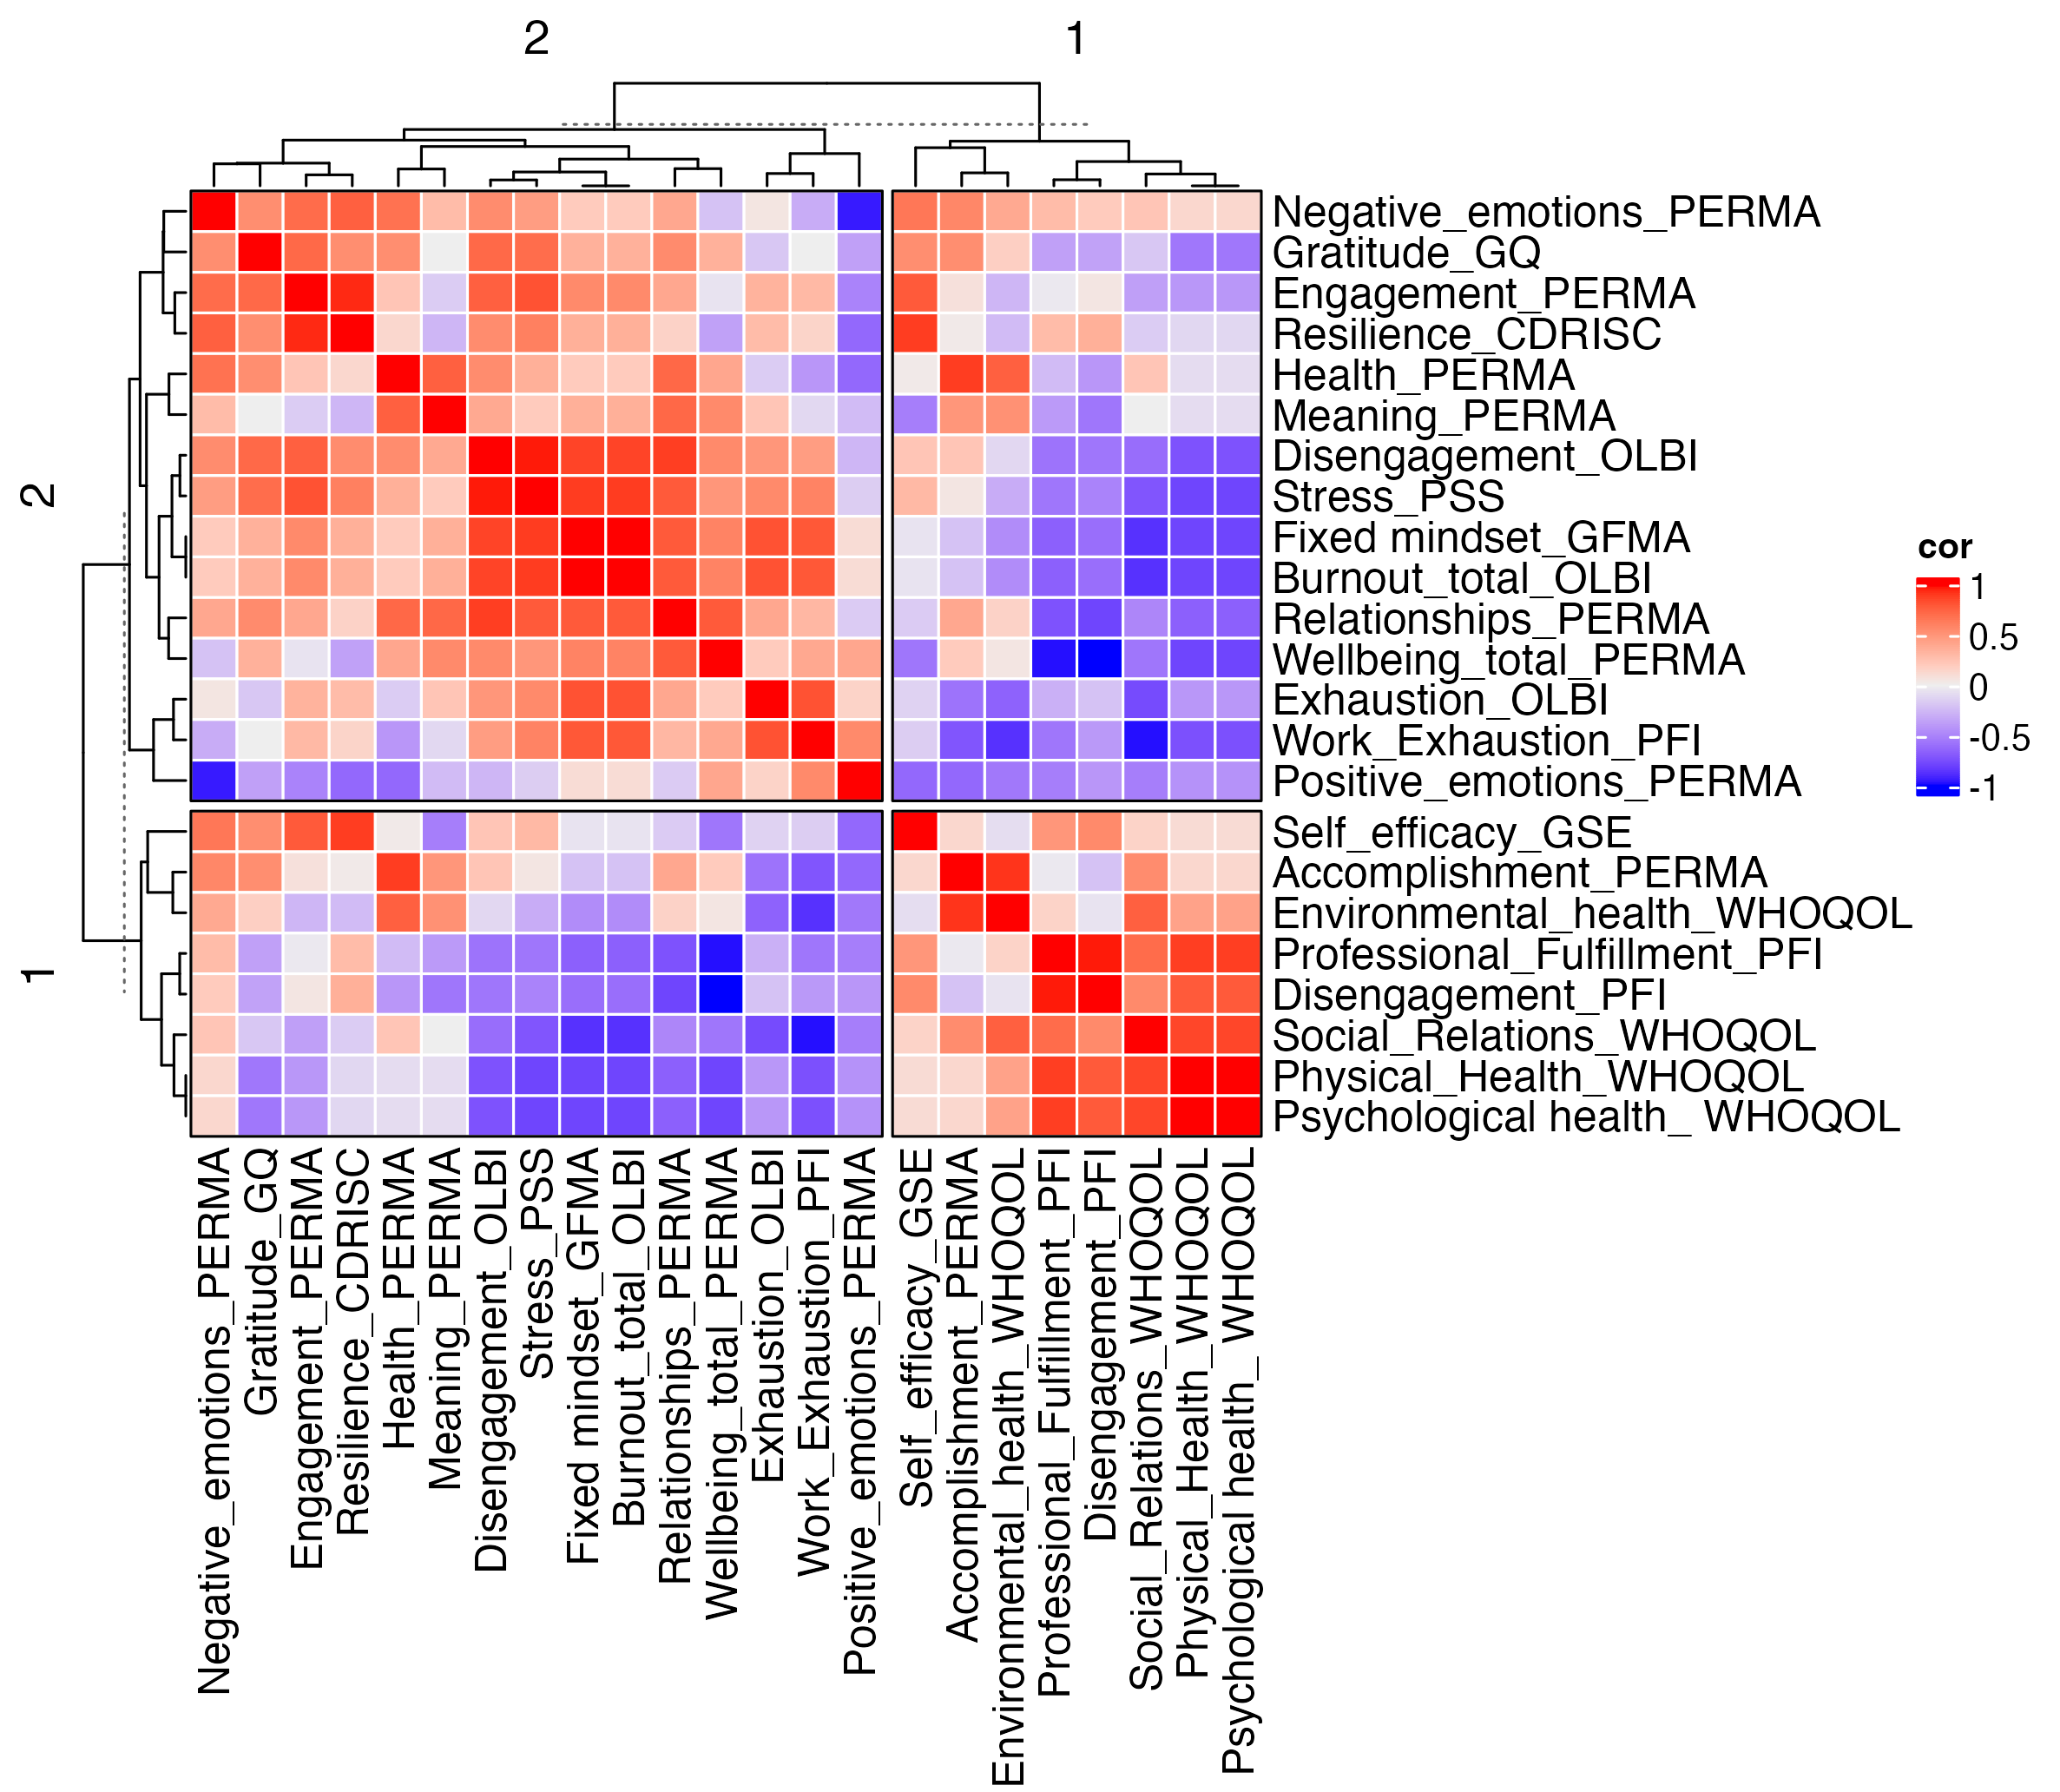 2
1
2
1
Negative_emotions_PERMA
Gratitude_GQ
Engagement_PERMA
Resilience_CDRISC
Health_PERMA
Meaning_PERMA
Disengagement_OLBI
Stress_PSS
Fixed mindset_GFMA
Burnout_total_OLBI
Relationships_PERMA
Wellbeing_total_PERMA
Exhaustion_OLBI
Work_Exhaustion_PFI
Positive_emotions_PERMA
Self_efficacy_GSE
Accomplishment_PERMA
Environmental_health_WHOQOL
Professional_Fulfillment_PFI
Disengagement_PFI
Social_Relations_WHOQOL
Physical_Health_WHOQOL
Psychological health_ WHOQOL
cor
1
0.5
0
-0.5
-1
Negative_emotions_PERMA
Gratitude_GQ
Engagement_PERMA
Resilience_CDRISC
Health_PERMA
Meaning_PERMA
Disengagement_OLBI
Stress_PSS
Fixed mindset_GFMA
Burnout_total_OLBI
Relationships_PERMA
Wellbeing_total_PERMA
Exhaustion_OLBI
Work_Exhaustion_PFI
Positive_emotions_PERMA
Self_efficacy_GSE
Accomplishment_PERMA
Environmental_health_WHOQOL
Professional_Fulfillment_PFI
Disengagement_PFI
Social_Relations_WHOQOL
Physical_Health_WHOQOL
Psychological health_ WHOQOL